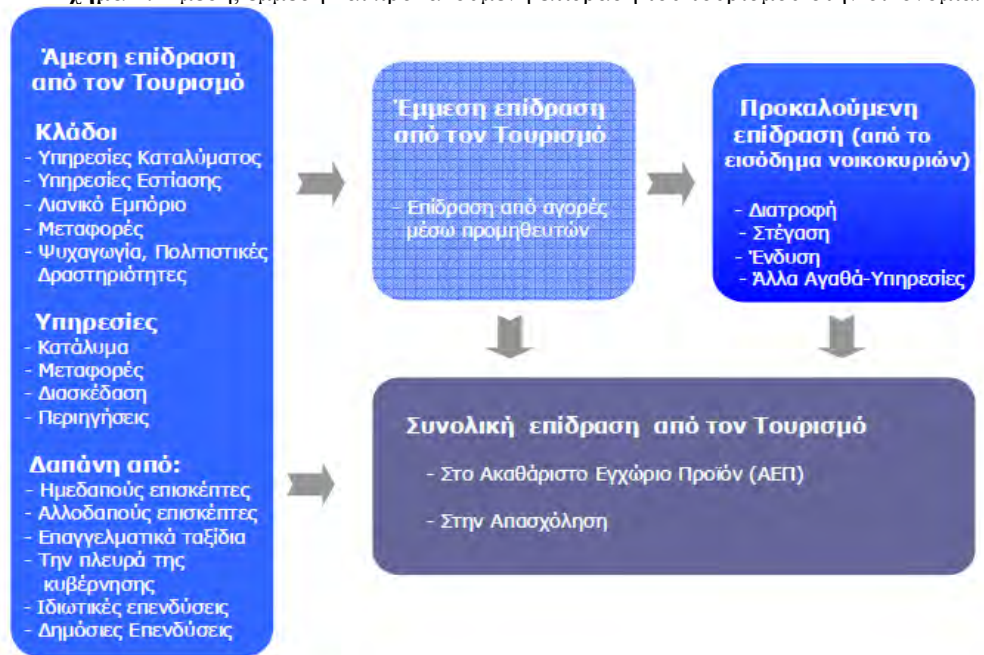 Άμεση επίδραση
από τον Τουρισμό
Κλάδοι
- Υπηρεσίες Καταλύματος
- Υπηρεσίες Εστίασης
- Λιανικό Εμπόριο
- Μεταφορές
- Ψυχαγωγία, Πολιτιστικές
Δραστηριότητες
Υπηρεσίες
- Κατάλυμα
- Μεταφορές
- Διασκέδαση
- Περιηγήσεις
Δαπάνη από:
- Ημεδαπούς επισκέπτες
- Αλλοδαπούς επισκέπτες
- Επαγγελματικά ταξίδια
- Την πλευρά της
κυβέρνησης
- Ιδιωτικές επενδύσεις
- Δημόσιες Επενδύσεις
Έμμεση επίδραση
από τον Τουρισμό
- Επίδραση από αγορές
μέσω προμηθευτών
Προκαλούμενη
επίδραση (από το
εισόδημα νοικοκυριών)
- Διατροφή
- Στέγαση
- Ένδυση
- Άλλα Αγαθά-Υπηρεσίες
Συνολική επίδραση από τον Τουρισμό
- Στο Ακαθάριστο Εγχώριο Προϊόν (ΑΕΠ)
- Στην Απασχόληση